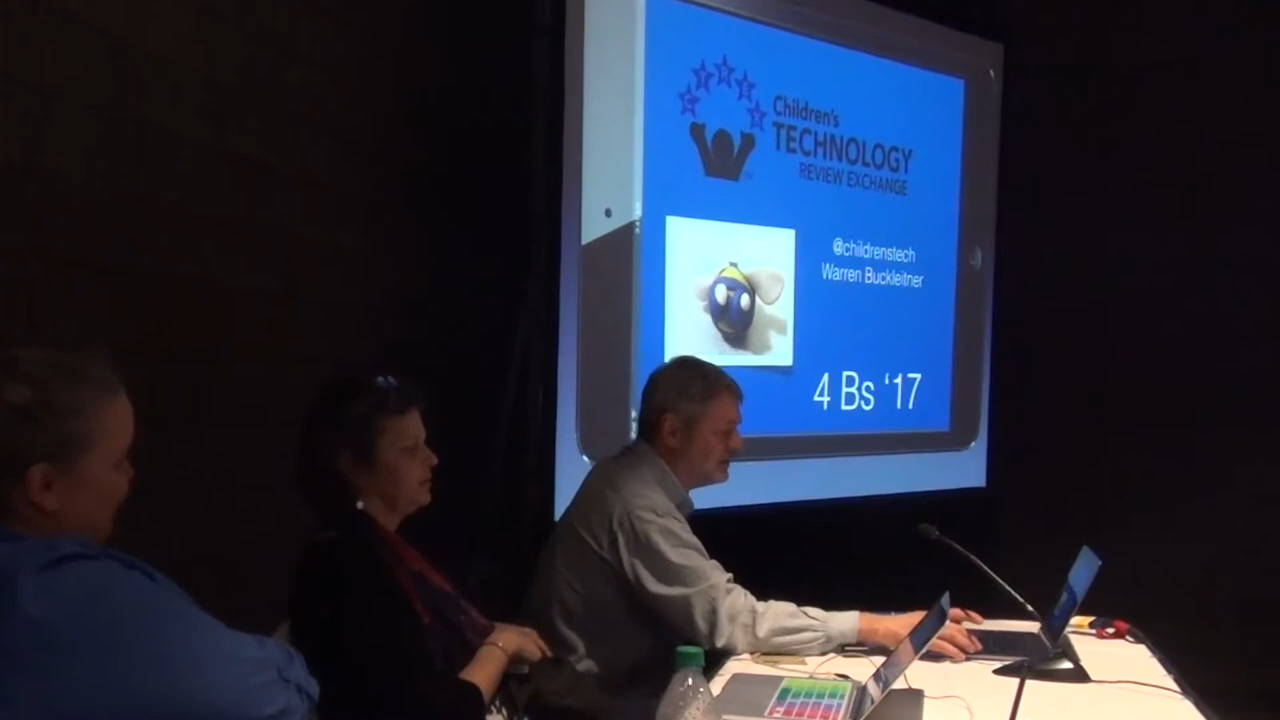 C T R E X
Children's
TECHNOLOGY
REVIEW EXCHANGE
@childrenstech
Warren Buckleitner
4 Bs ‘17